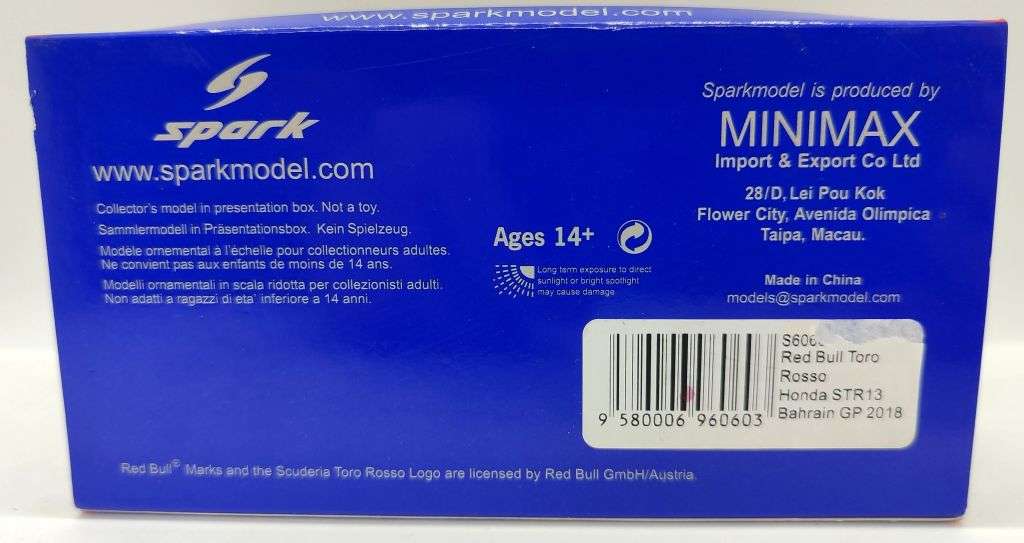 www.sparkmodel.com
spark
www.sparkmodel.com
Collector's model in presentation box. Not a toy.
Sammlermodell in Präsentationsbox. Kein Spielzeug.
Modèle ornemental à l'échelle pour collectionneurs adultes.
Ne convient pas aux enfants de moins de 14 ans.
Modelli ornamentali in scala ridotta per collezionisti adulti.
Non adatti a ragazzi di eta' inferiore a 14 anni.
Ages 14+
Long term exposure to direct
sunlight or bright spotlight
may cause damage
Sparkmodel is produced by
MINIMAX
Import & Export Co Ltd
28/D, Lei Pou Kok
Flower City, Avenida Olimpica
Taipa, Macau.
Made in China
models@sparkmodel.com
Red Bull Toro
Rosso
Honda STR13
Bahrain GP 2018
9 580006 960603
Red Bull® Marks and the Scuderia Toro Rosso Logo are licensed by Red Bull GmbH/Austria.